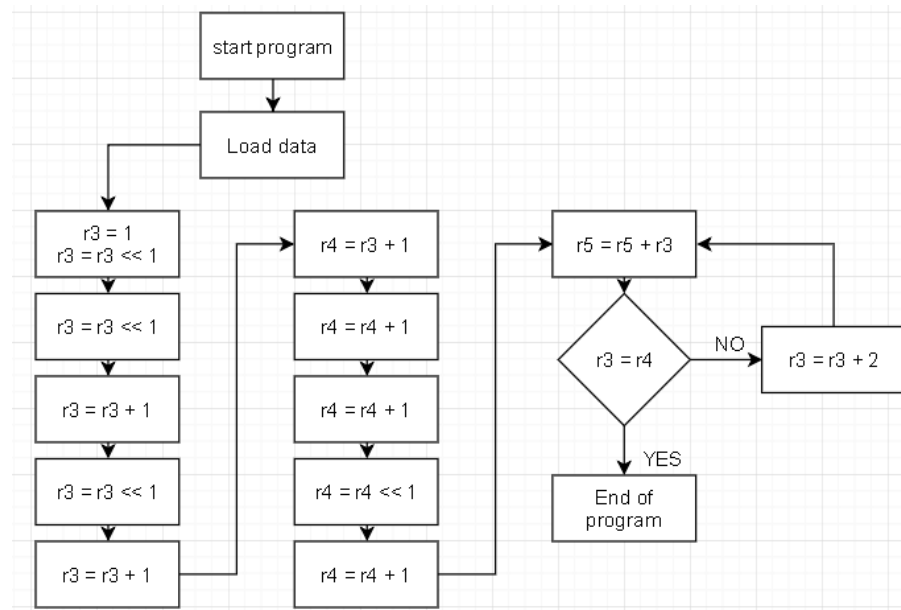 start program
Load data
r3 = 1
r3 = r3 << 1
r3 = r3 << 1
r3 = r3 + 1
r3 = r3 << 1
r3 = r3 + 1
r4 = r3 + 1
r4 = r4 + 1
r4 = r4 + 1
r4 = r4 << 1
r4 = r4 + 1
r5 = r5 + r3
r3 = r4
NO
r3 = r3 + 2
YES
End of
program